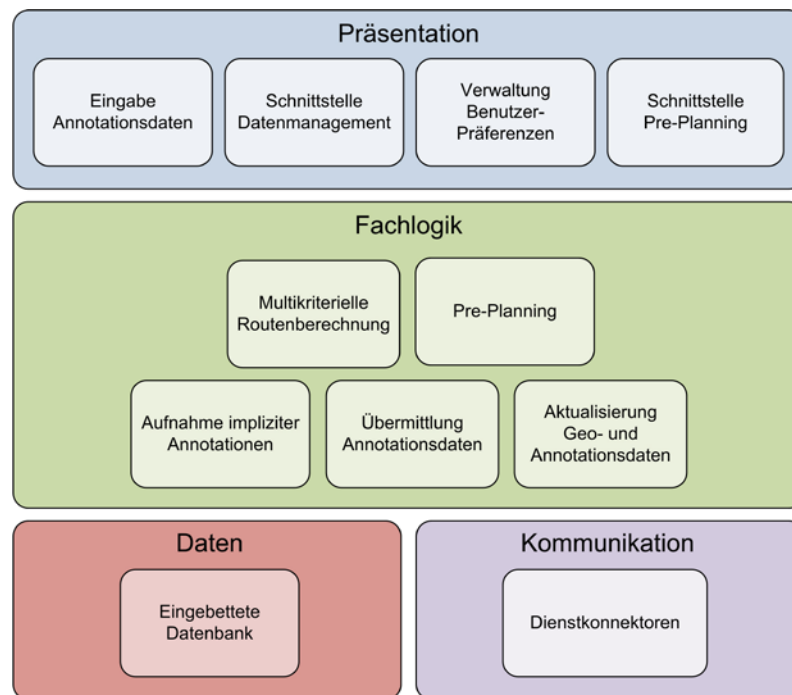 Präsentation
Eingabe
Annotationsdaten
Schnittstelle
Datenmanagement
Verwaltung
Benutzer-
Präferenzen
Schnittstelle
Pre-Planning
Fachlogik
Multikriterielle
Routenberechnung
Pre-Planning
Aufnahme impliziter
Annotationen
Übermittlung
Annotationsdaten
Aktualisierung
Geo- und
Annotationsdaten
Daten
Eingebettete
Datenbank
Kommunikation
Dienstkonnektoren